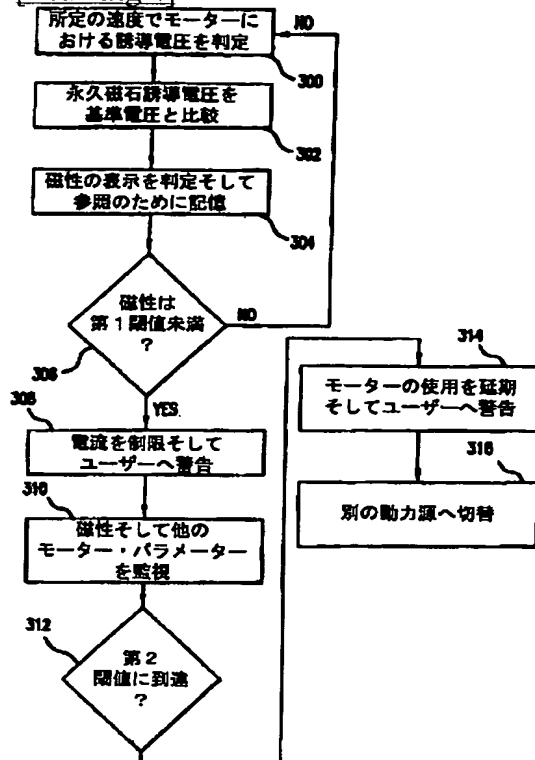 所定の速度でモーターに
おける誘導電圧を判定
NO
300
永久磁石誘導電圧を
基準電圧と比較
302
磁性の表示を判定そして
参照のために記憶
304
磁性は
第1閾値未満
?
NO
306
YES
308
電流を制限そして
ユーザーへ警告
310
磁性そして他の
モーター・パラメーター
を監視
312
第2
閾値に到達
?
314
モーターの使用を延期
そしてユーザーへ警告
316
別の動力源へ切替